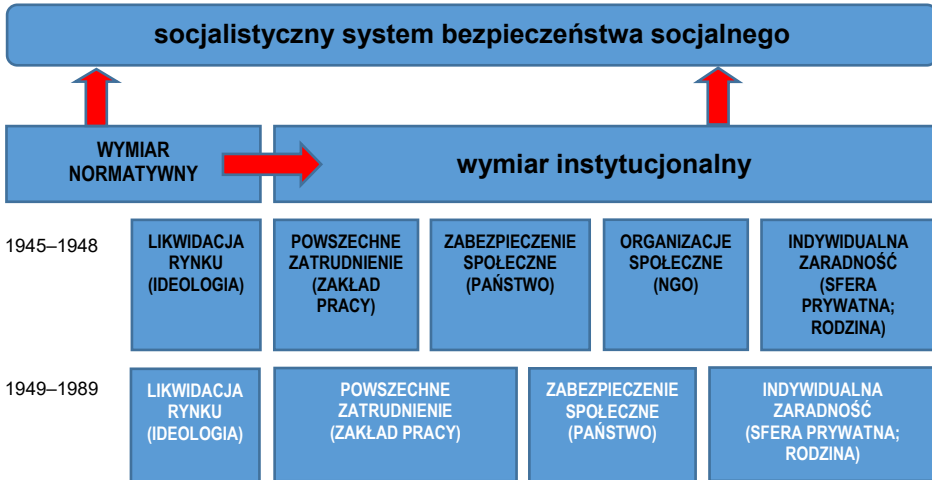 socjalistyczny system bezpieczeństwa socjalnego
WYMIAR
NORMATYWNY
wymiar instytucjonalny
1945–1948
LIKWIDACJA
RYNKU
(IDEOLOGIA)
POWSZECHNE
ZATRUDNIENIE
(ZAKŁAD
PRACY)
ZABEZPIECZENIE
SPOŁECZNE
(PAŃSTWO)
ORGANIZACJE
SPOŁECZNE
(NGO)
INDYWIDUALNA
ZARADNOŚĆ
(SFERA
PRYWATNA;
RODZINA)
1949–1989
LIKWIDACJA
RYNKU
(IDEOLOGIA)
POWSZECHNE
ZATRUDNIENIE
(ZAKŁAD PRACY)
ZABEZPIECZENIE
SPOŁECZNE
(PAŃSTWO)
INDYWIDUALNA
ZARADNOŚĆ
(SFERA PRYWATNA;
RODZINA)